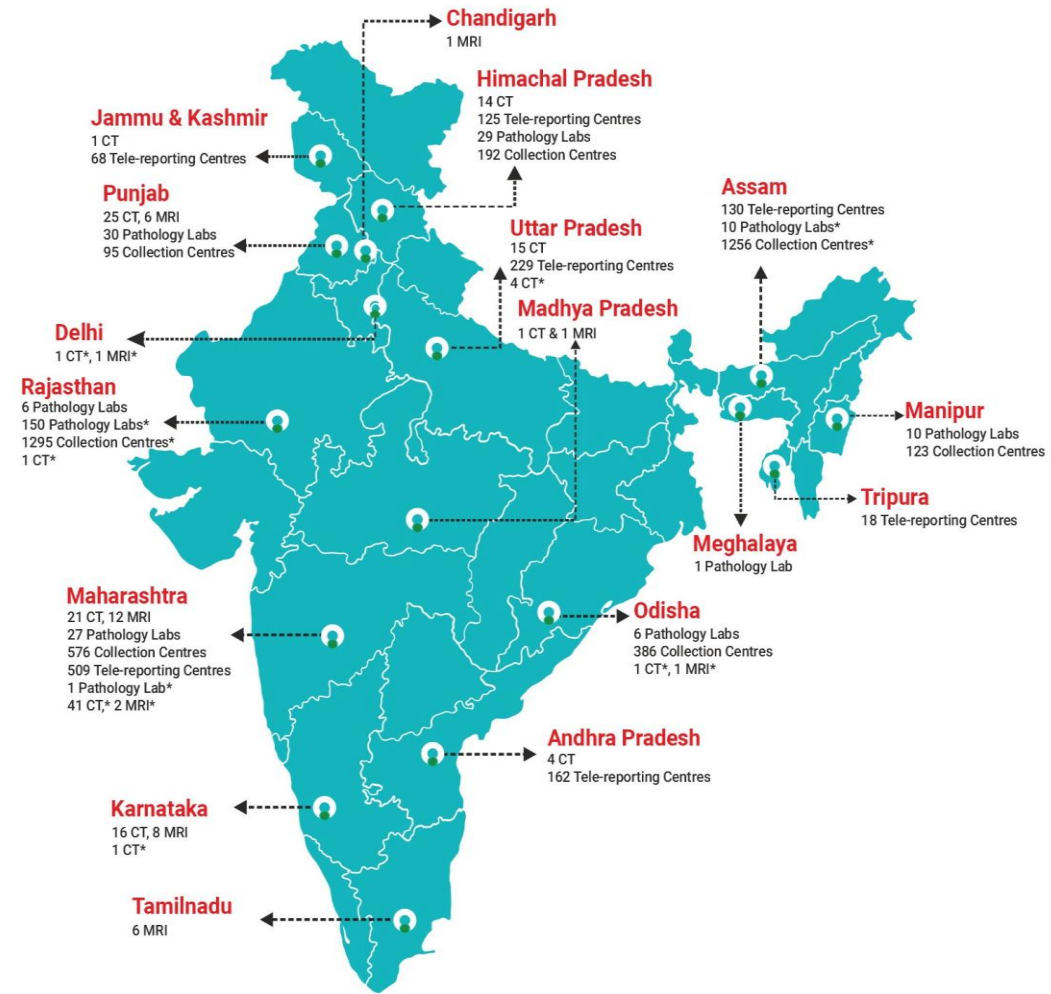 Chandigarh
1 MRI
Himachal Pradesh
14 CT
125 Tele-reporting Centres
29 Pathology Labs
192 Collection Centres
Jammu & Kashmir
1 CT
68 Tele-reporting Centres
Punjab
25 CT, 6 MRI
30 Pathology Labs
95 Collection Centres
Uttar Pradesh
15 CT
229 Tele-reporting Centres
4 CT*
Assam
130 Tele-reporting Centres
10 Pathology Labs*
1256 Collection Centres*
Madhya Pradesh
1 CT & 1 MRI
Delhi
1 CT*, 1 MRI*
Rajasthan
6 Pathology Labs
150 Pathology Labs*
1295 Collection Centres*
1 CT*
Manipur
10 Pathology Labs
123 Collection Centres
Tripura
18 Tele-reporting Centres
Meghalaya
1 Pathology Lab
Maharashtra
21 CT, 12 MRI
27 Pathology Labs
576 Collection Centres
509 Tele-reporting Centres
1 Pathology Lab*
41 CT,* 2 MRI*
Odisha
6 Pathology Labs
386 Collection Centres
1 CT*, 1 MRI*
Andhra Pradesh
4 CT
162 Tele-reporting Centres
Karnataka
16 CT, 8 MRI
1 CT*
Tamilnadu
6 MRI